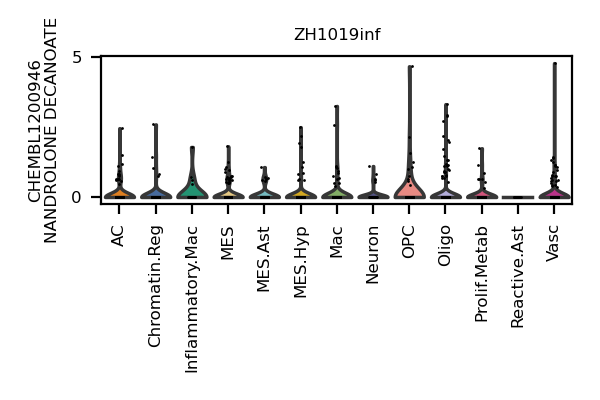 ZH1019inf
CHEMBL1200946
NANDROLONE DECANOATE
5
0
AC
Chromatin.Reg
Inflammatory.Mac
MES
MES.Ast
MES.Hyp
Mac
Neuron
OPC
Oligo
Prolif.Metab
Reactive.Ast
Vasc